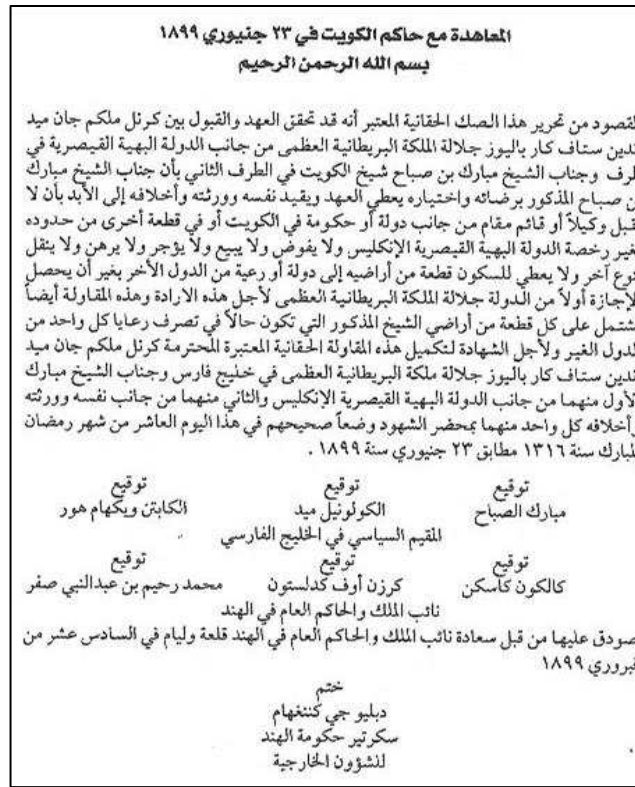 المعاهدة مع حاكم الكويت في ٢٣ جنيوري ١٨٩٩
بسم الله الرحمن الرحيم
لقصود من تحرير هذا الصك الحقانية المعتبر أنه قد تحقق العهد والقبول بين كرنل ملكم جان ميد
ندين ستاف كار باليوز جلالة الملكة البريطانية العظمى من جانب الدولة البهية القيصرية في
طرف وجناب الشيخ مبارك بن صباح شيخ الكويت في الطرف الثاني بأن جناب الشيخ مبارك
ن صباح المذكور برضائه واختياره يعطي العهد ويقيد نفسه وورثته وأخلافه إلى الأبد بأن لا
قبل وكيلاً أو قائم مقام من جانب دولة أو حكومة في الكويت أو في قطعة أخرى من حدوده
غير رخصة الدولة البهية القيصرية الإنكليس ولا يفوض ولا يبيع ولا يؤجر ولا يرهن ولا ينقل
نوع آخر ولا يعطي للسكون قطعة من أراضيه إلى دولة أو رعية من الدول الأخر بغير أن يحصل
لإجازة أولاً من الدولة جلالة الملكة البريطانية العظمى لأجل هذه الارادة وهذه المقاولة أيضاً
شتمل على كل قطعة من أراضي الشيخ المذكور التي تكون حالاً في تصرف رعايا كل واحد من
لدول الغير ولأجل الشهادة لتكميل هذه المقاولة الحقانية المعتبرة المحترمة كرنل ملكم جان ميد
ندين ستاف كار باليوز جلالة ملكة البريطانية العظمى في خليج فارس وجناب الشيخ مبارك
لأول منهما من جانب الدولة البهية القيصرية الإنكليس والثاني منهما من جانب نفسه وورثته
أخلافه كل واحد منهما بمحضر الشهود وضعاً صحيحهم في هذا اليوم العاشر من شهر رمضان
لمبارك سنة ١٣١٦ مطابق ٢٣ جنيوري سنة ١٨٩٩ .
توقيع توقيع توقيع
مبارك الصباح الكولونيل ميد الكابتن ويكهام هور
المقيم السياسي في الخليج الفارسي
توقيع توقيع توقيع
كالكون كاسكن كرزن أوف كدلستون محمد رحيم بن عبدالنبي صفر
نائب الملك والحاكم العام في الهند
صودق عليها من قبل سعادة نائب الملك والحاكم العام في الهند قلعة وليام في السادس عشر من
فبروري ١٨٩٩
ختم
دبليو جي كننغهام
سكرتير حكومة الهند
للشؤون الخارجية